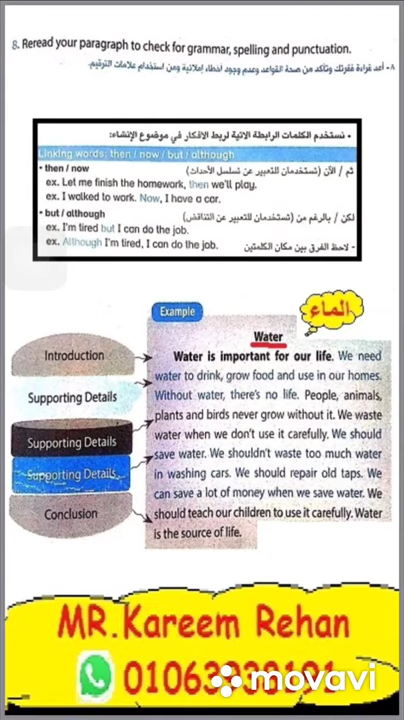 8. Reread your paragraph to check for grammar, spelling and punctuation.
٨- أعد قراءة فقرتك وتأكد من صحة القواعد وعدم وجود أخطاء إملائية ومن استخدام علامات الترقيم.
- نستخدم الكلمات الرابطة الاتية لربط الافكار في موضوع الإنشاء:
Linking words: then / now / but / although
• then / now ثم / الأن (تستخدمان للتعبير عن تسلسل الأحداث)
ex. Let me finish the homework, then we'll play.
ex. I walked to work. Now, I have a car.
• but / although لكن / بالرغم من (تستخدمان للتعبير عن التناقض)
ex. I'm tired but I can do the job.
ex. Although I'm tired, I can do the job. - لاحظ الفرق بين مكان الكلمتين
Example
الماء
Water
Introduction
Supporting Details
Supporting Details
Supporting Details
Conclusion
Water is important for our life. We need
water to drink, grow food and use in our homes.
Without water, there's no life. People, animals,
plants and birds never grow without it. We waste
water when we don't use it carefully. We should
save water. We shouldn't waste too much water
in washing cars. We should repair old taps. We
can save a lot of money when we save water. We
should teach our children to use it carefully. Water
is the source of life.
MR.Kareem Rehan
movavi